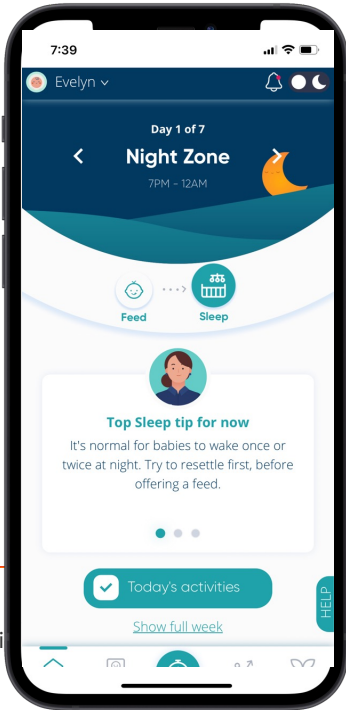 7:39
Evelyn
Day 1 of 7
Night Zone
7PM – 12AM
Feed
Sleep
Top Sleep tip for now
It's normal for babies to wake once or
twice at night. Try to resettle first, before
offering a feed.
Today's activities
HELP
Show full week